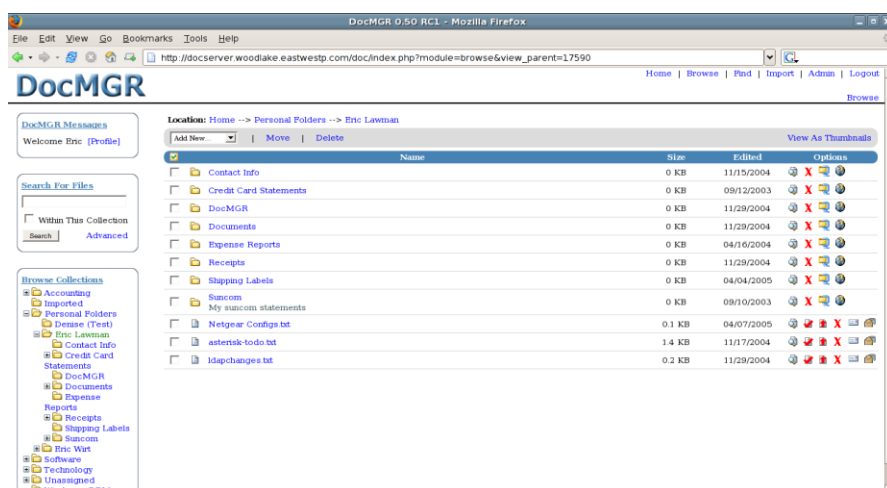 DocMGR 0.50 RC1 - Mozilla Firefox
File Edit View Go Bookmarks Tools Help
http://docserver.woodlake.eastwestp.com/doc/index.php?module=browse&view_parent=17590
DocMGR
Home | Browse | Find | Import | Admin | Logout
Browse
DocMGR Messages
Welcome Eric [Profile]
Search For Files
Within This Collection
Search Advanced
Browse Collections
Accounting
Imported
Personal Folders
Denise (Test)
Eric Lawman
Contact Info
Credit Card
Statements
DocMGR
Documents
Expense
Reports
Receipts
Shipping Labels
Suncom
Eric Wirt
Software
Technology
Unassigned
Location: Home --> Personal Folders --> Eric Lawman
Add New... | Move | Delete View As Thumbnails
Name Size Edited Options
Contact Info 0 KB 11/15/2004
Credit Card Statements 0 KB 09/12/2003
DocMGR 0 KB 11/29/2004
Documents 0 KB 11/29/2004
Expense Reports 0 KB 04/16/2004
Receipts 0 KB 11/29/2004
Shipping Labels 0 KB 04/04/2005
Suncom 0 KB 09/10/2003
My suncom statements
Netgear Configs.txt 0.1 KB 04/07/2005
asterisk-todo.txt 1.4 KB 11/17/2004
ldapchanges.txt 0.2 KB 11/29/2004